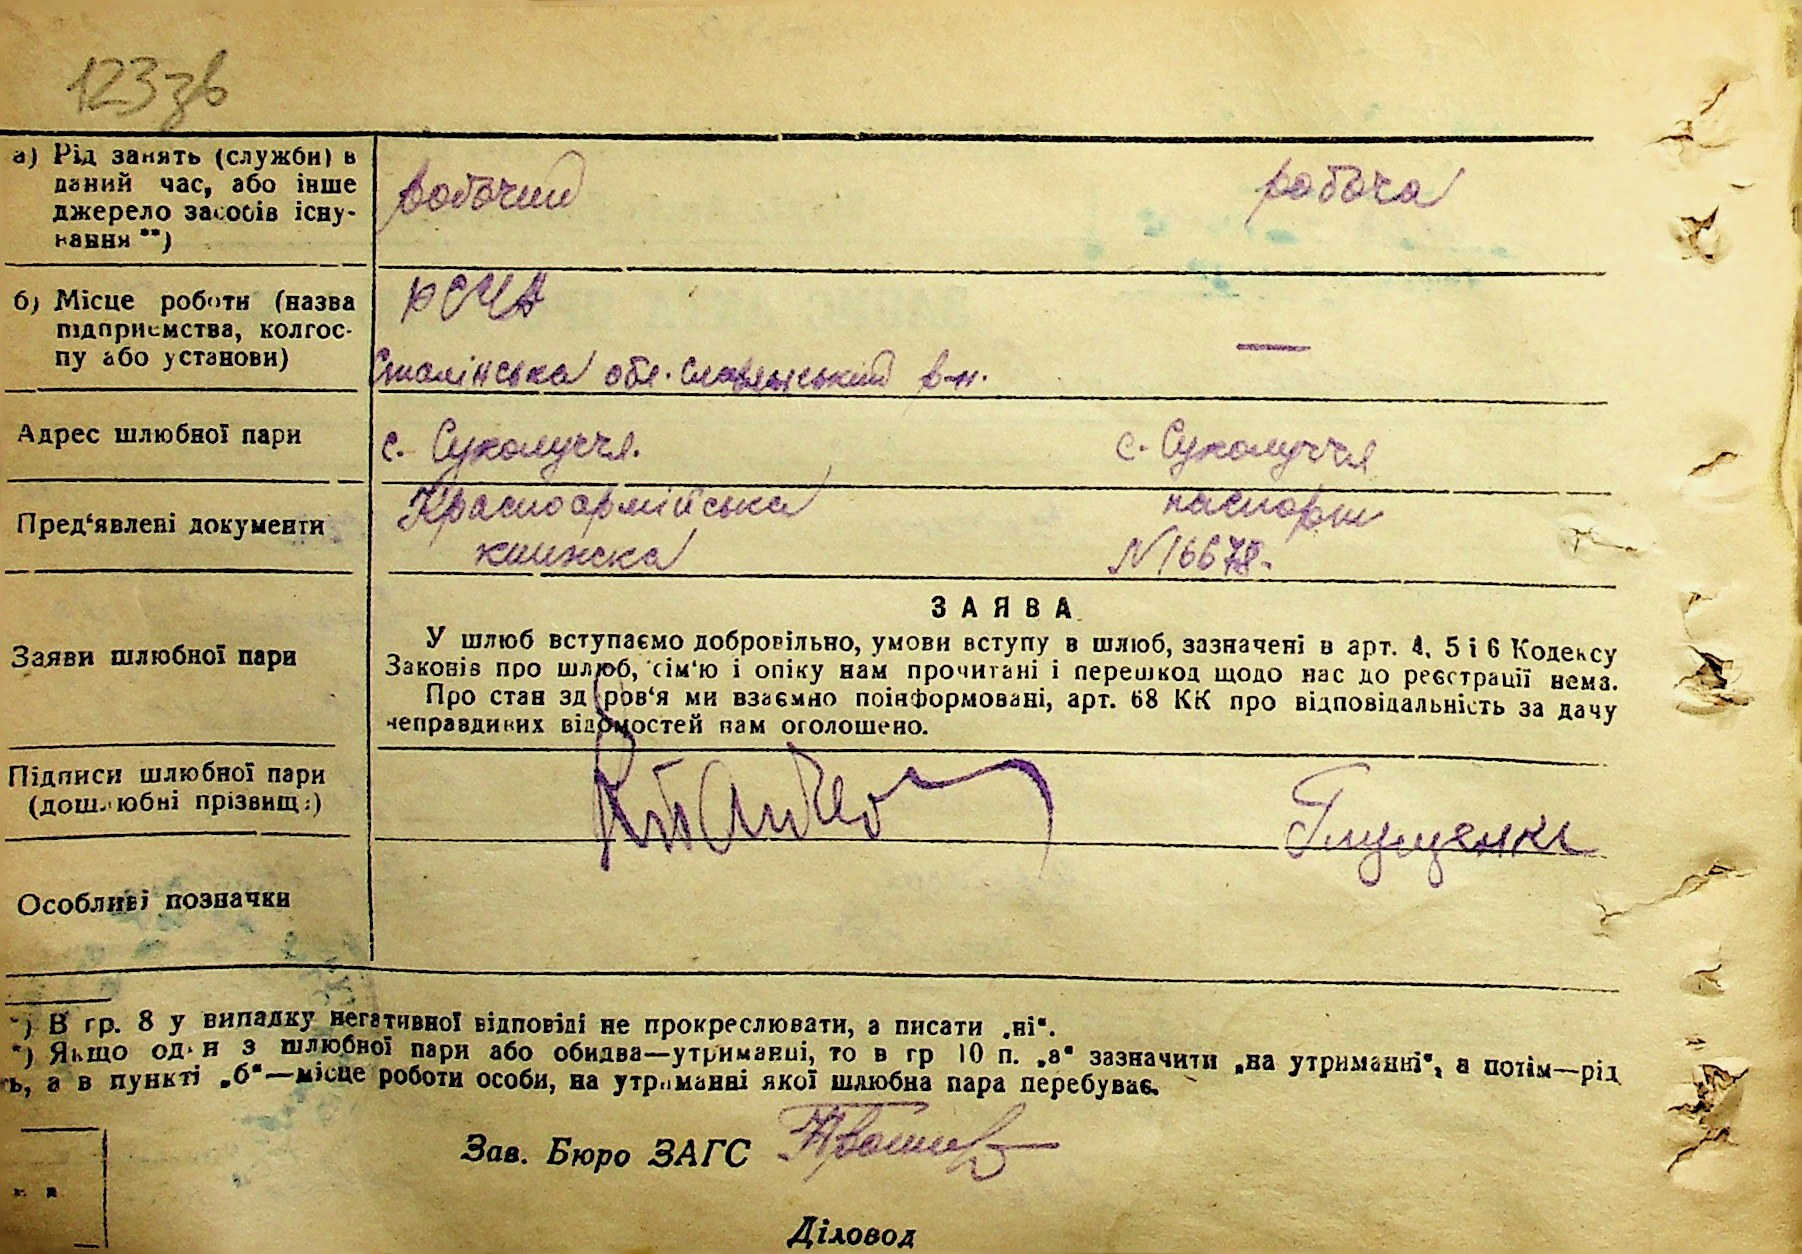 123зв
а) Рід занять (служби) в
даний час, або інше
джерело засобів існу-
вання **)
робочий робоча
б) Місце роботи (назва
підприємства, колгос-
пу або установи)
РСЧА
—
Сталінська обл. Славянський р-н.
Адрес шлюбної пари
с. Сухолуччя. с. Сухолуччя
Пред‘явлені документи
Красноармійська паспорт
книжка N 16678.
ЗАЯВА
Заяви шлюбної пари
У шлюб вступаємо добровільно, умови вступу в шлюб, зазначені в арт. 4, 5 і 6 Кодексу
Законів про шлюб, сім‘ю і опіку нам прочитані і перешкод щодо нас до реєстрації нема.
Про стан здоров‘я ми взаємно поінформовані, арт. 68 КК про відповідальність за дачу
неправдивих відомостей нам оголошено.
Підписи шлюбної пари
(дошлюбні прізвища)
Глущенко
Особливі позначки
*) В гр. 8 у випадку негативної відповіді не прокреслювати, а писати „ні“.
*) Якщо один з шлюбної пари або обидва—утриманці, то в гр 10 п. „а“ зазначити „на утриманні“, а потім—рід
ть, а в пункті „б“—місце роботи особи, на утриманні якої шлюбна пара перебуває.
Зав. Бюро ЗАГС
Діловод